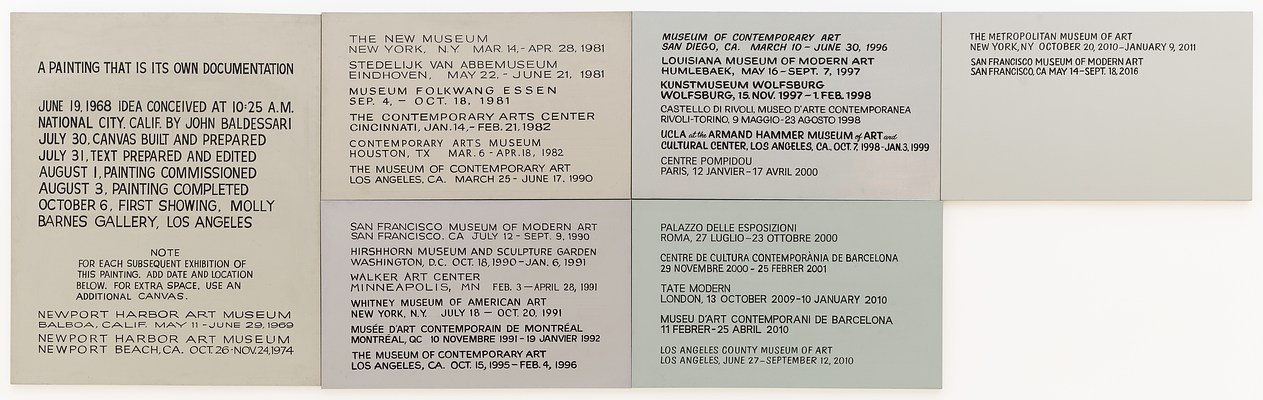 A PAINTING THAT IS ITS OWN DOCUMENTATION
JUNE 19, 1968 IDEA CONCEIVED AT 10:25 A.M.
NATIONAL CITY, CALIF. BY JOHN BALDESSARI
JULY 30, CANVAS BUILT AND PREPARED
JULY 31, TEXT PREPARED AND EDITED
AUGUST 1, PAINTING COMMISSIONED
AUGUST 3, PAINTING COMPLETED
OCTOBER 6, FIRST SHOWING, MOLLY
BARNES GALLERY, LOS ANGELES
NOTE
FOR EACH SUBSEQUENT EXHIBITION OF
THIS PAINTING, ADD DATE AND LOCATION
BELOW. FOR EXTRA SPACE, USE AN
ADDITIONAL CANVAS.
NEWPORT HARBOR ART MUSEUM
BALBOA, CALIF. MAY 11 - JUNE 29, 1969
NEWPORT HARBOR ART MUSEUM
NEWPORT BEACH, CA. OCT. 26 - NOV. 24, 1974
THE NEW MUSEUM
NEW YORK, N.Y. MAR. 14, - APR. 28, 1981
STEDELIJK VAN ABBEMUSEUM
EINDHOVEN, MAY 22, - JUNE 21, 1981
MUSEUM FOLKWANG ESSEN
SEP. 4, - OCT. 18, 1981
THE CONTEMPORARY ARTS CENTER
CINCINNATI, JAN. 14, - FEB. 21, 1982
CONTEMPORARY ARTS MUSEUM
HOUSTON, TX MAR. 6 - APR. 18, 1982
THE MUSEUM OF CONTEMPORARY ART
LOS ANGELES, CA. MARCH 25 - JUNE 17, 1990
SAN FRANCISCO MUSEUM OF MODERN ART
SAN FRANCISCO, CA JULY 12 - SEPT. 9, 1990
HIRSHHORN MUSEUM AND SCULPTURE GARDEN
WASHINGTON, D.C. OCT. 18, 1990 - JAN. 6, 1991
WALKER ART CENTER
MINNEAPOLIS, MN FEB. 3 - APRIL 28, 1991
WHITNEY MUSEUM OF AMERICAN ART
NEW YORK, N.Y. JULY 18 - OCT. 20, 1991
MUSÉE D'ART CONTEMPORAIN DE MONTRÉAL
MONTRÉAL, QC 10 NOVEMBRE 1991 - 19 JANVIER 1992
THE MUSEUM OF CONTEMPORARY ART
LOS ANGELES, CA. OCT. 15, 1995 - FEB. 4, 1996
MUSEUM OF CONTEMPORARY ART
SAN DIEGO, CA. MARCH 10 - JUNE 30, 1996
LOUISIANA MUSEUM OF MODERN ART
HUMLEBAEK, MAY 16 - SEPT. 7, 1997
KUNSTMUSEUM WOLFSBURG
WOLFSBURG, 15. NOV. 1997 - 1. FEB. 1998
CASTELLO DI RIVOLI, MUSEO D'ARTE CONTEMPORANEA
RIVOLI-TORINO, 9 MAGGIO - 23 AGOSTO 1998
UCLA at the ARMAND HAMMER MUSEUM of ART and
CULTURAL CENTER, LOS ANGELES, CA. OCT. 7, 1998 - JAN. 3, 1999
CENTRE POMPIDOU
PARIS, 12 JANVIER - 17 AVRIL 2000
PALAZZO DELLE ESPOSIZIONI
ROMA, 27 LUGLIO - 23 OTTOBRE 2000
CENTRE DE CULTURA CONTEMPORÀNIA DE BARCELONA
29 NOVEMBRE 2000 - 25 FEBRER 2001
TATE MODERN
LONDON, 13 OCTOBER 2009 - 10 JANUARY 2010
MUSEU D'ART CONTEMPORANI DE BARCELONA
11 FEBRER - 25 ABRIL 2010
LOS ANGELES COUNTY MUSEUM OF ART
LOS ANGELES, JUNE 27 - SEPTEMBER 12, 2010
THE METROPOLITAN MUSEUM OF ART
NEW YORK, NY OCTOBER 20, 2010 - JANUARY 9, 2011
SAN FRANCISCO MUSEUM OF MODERN ART
SAN FRANCISCO, CA MAY 14 - SEPT. 18, 2016